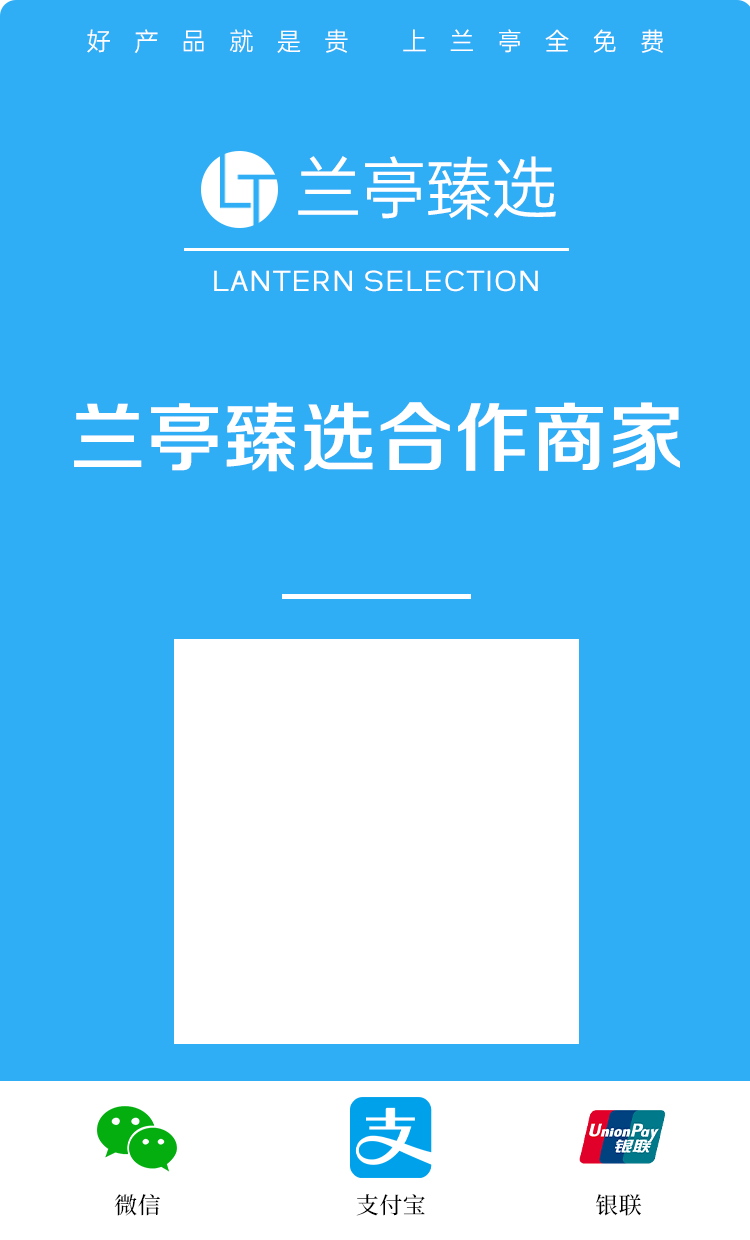 好产品就是贵 上兰亭全免费
LT 兰亭臻选
LANTERN SELECTION
兰亭臻选合作商家
支
UnionPay
银联
微信 支付宝 银联